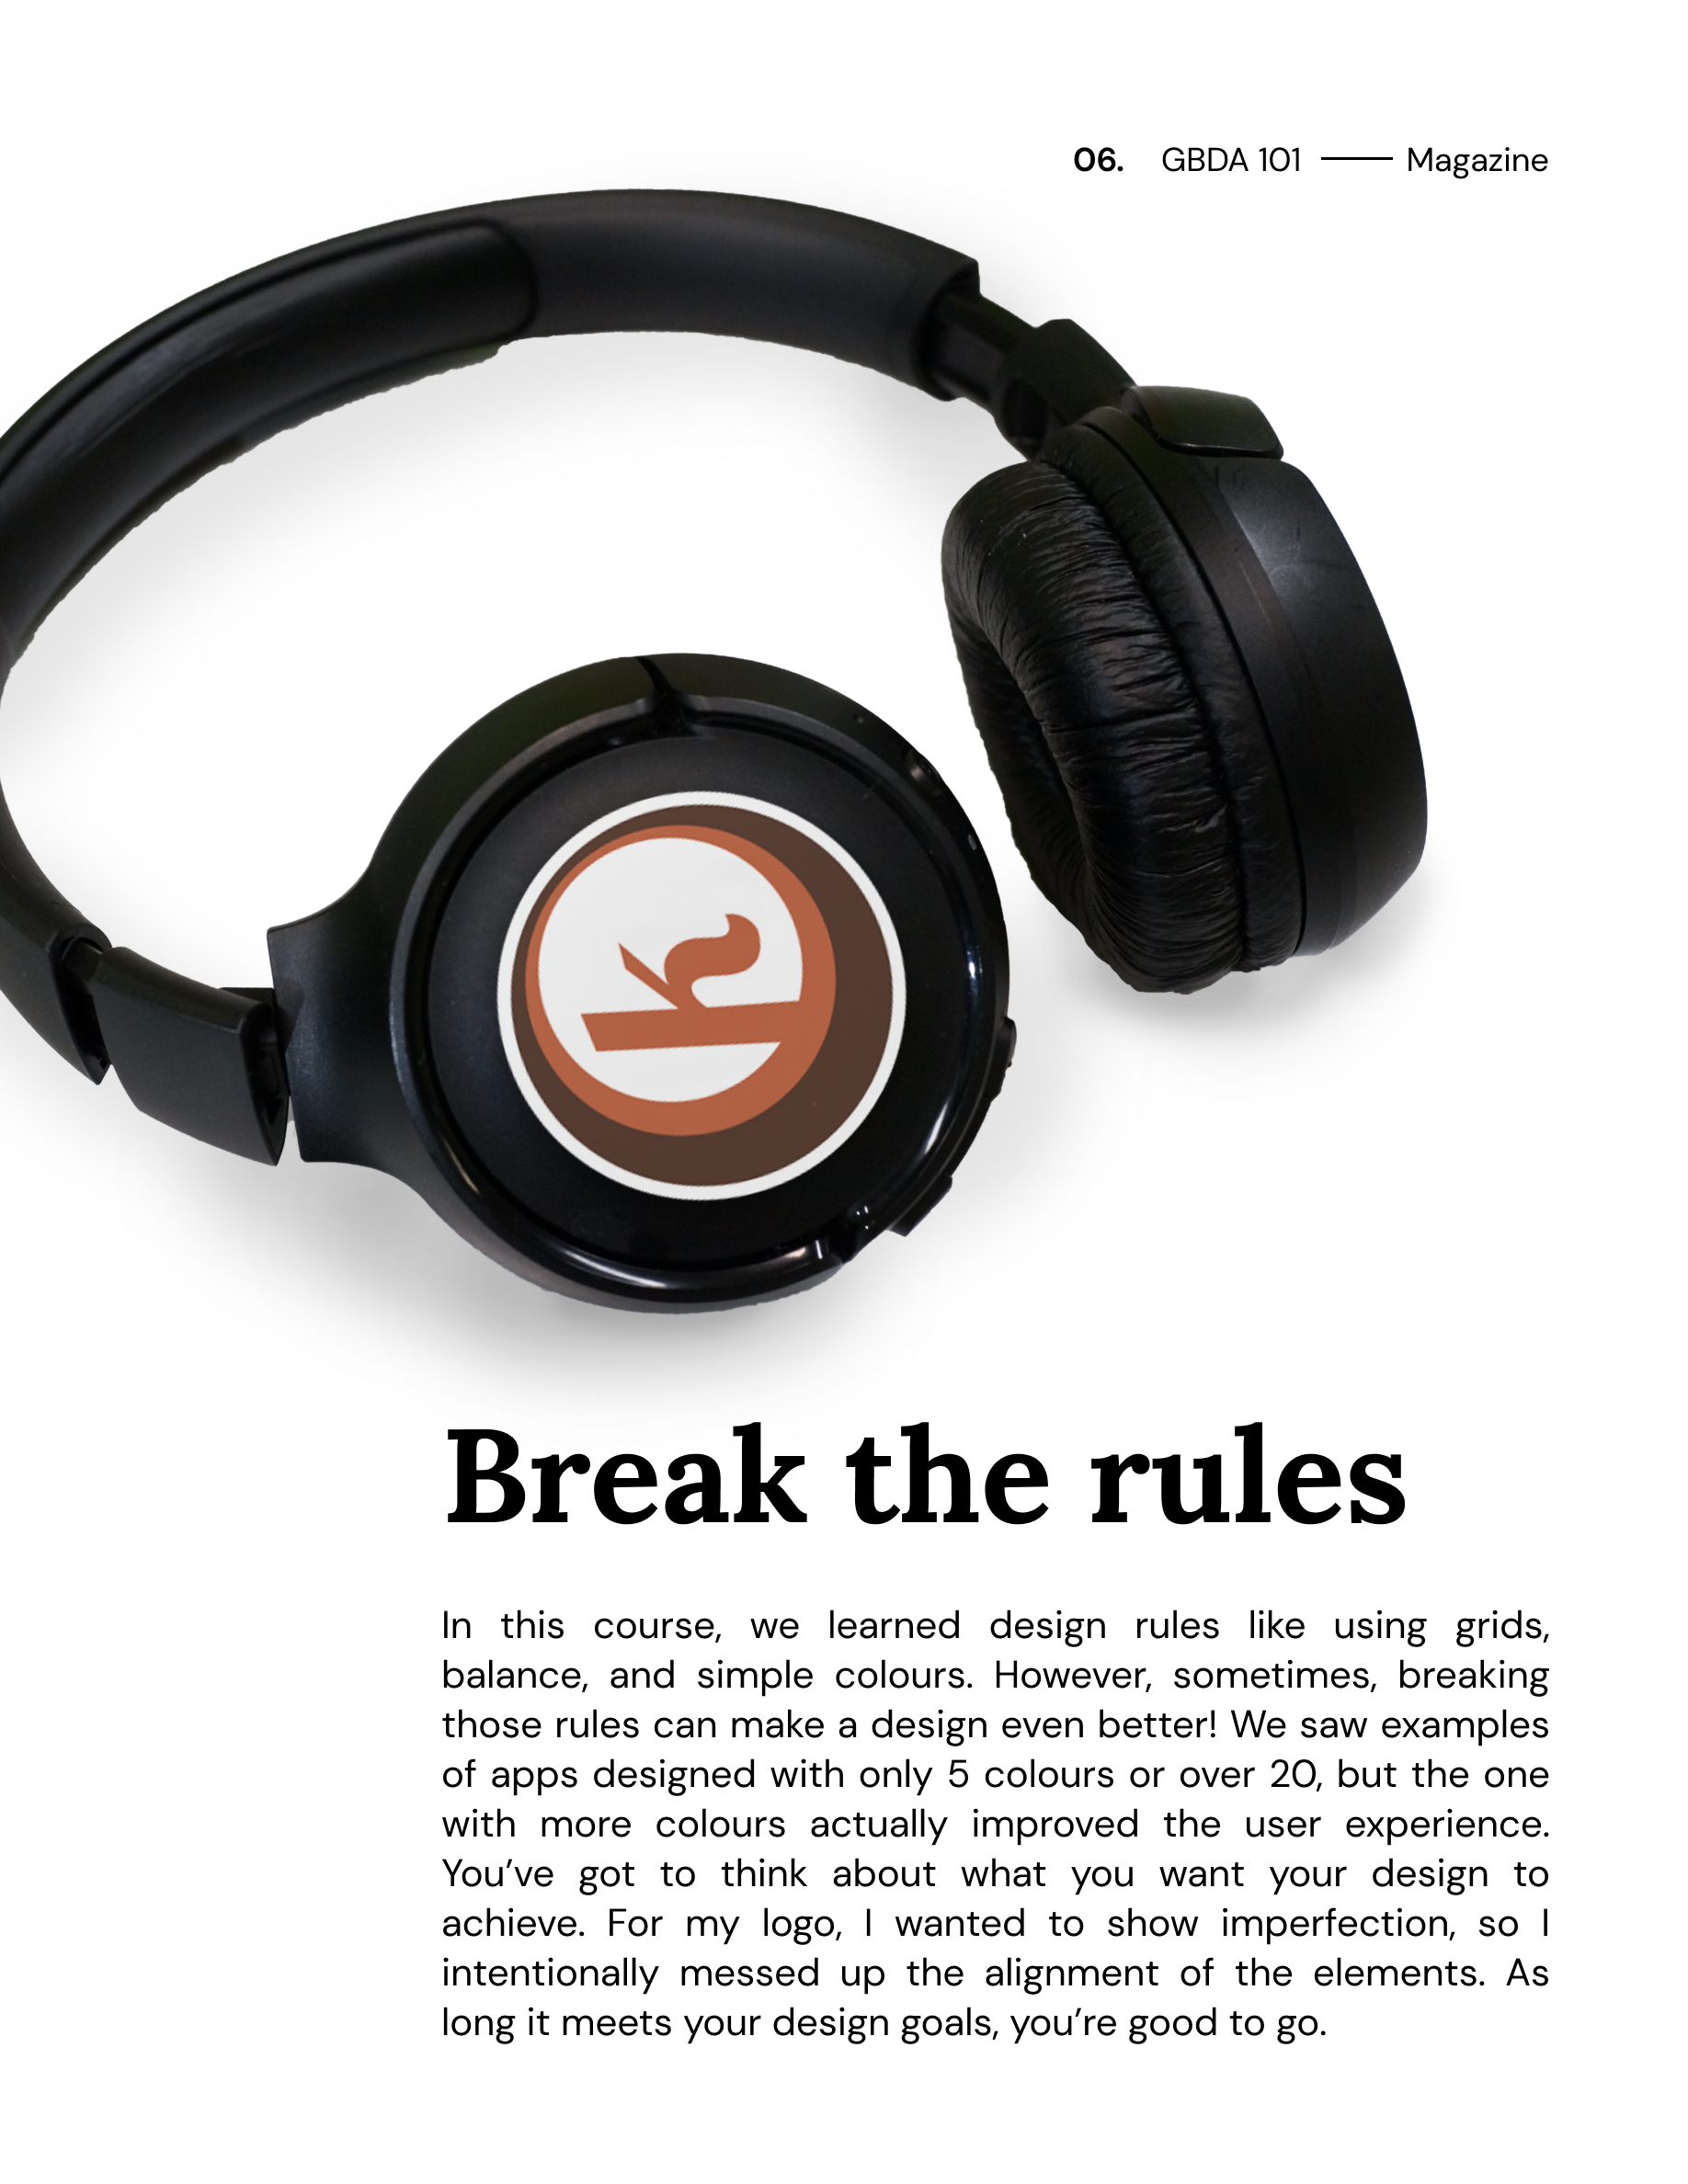 06. GBDA 101 —— Magazine
k
Break the rules
In this course, we learned design rules like using grids,
balance, and simple colours. However, sometimes, breaking
those rules can make a design even better! We saw examples
of apps designed with only 5 colours or over 20, but the one
with more colours actually improved the user experience.
You’ve got to think about what you want your design to
achieve. For my logo, I wanted to show imperfection, so I
intentionally messed up the alignment of the elements. As
long it meets your design goals, you’re good to go.